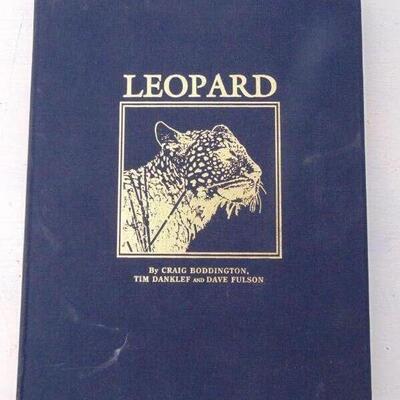 LEOPARD
By CRAIG BODDINGTON,
TIM DANKLEF AND DAVE FULSON